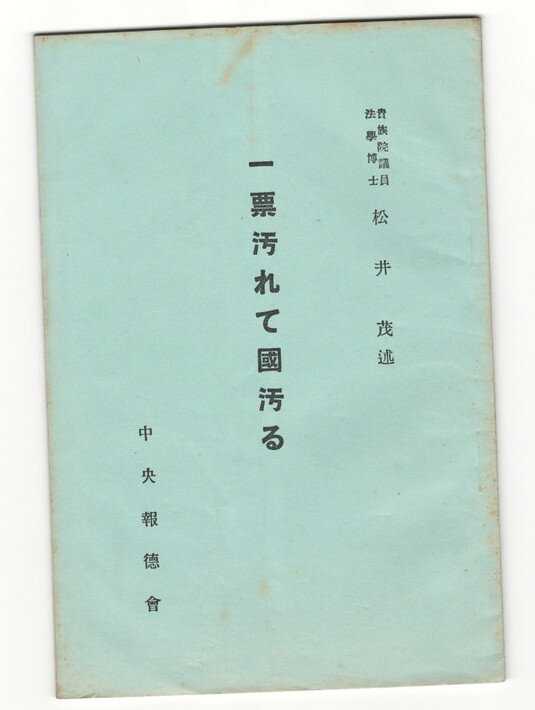 貴族院議員
法學博士
松井茂述
一票汚れて國汚る
中央報德會